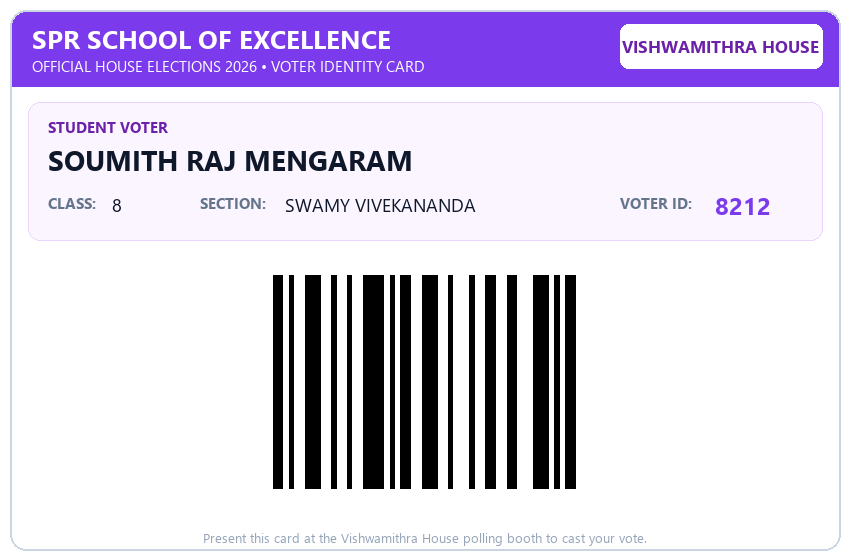 SPR SCHOOL OF EXCELLENCE
OFFICIAL HOUSE ELECTIONS 2026 • VOTER IDENTITY CARD
VISHWAMITHRA HOUSE
STUDENT VOTER
SOUMITH RAJ MENGARAM
CLASS: 8 SECTION: SWAMY VIVEKANANDA VOTER ID: 8212
Present this card at the Vishwamithra House polling booth to cast your vote.